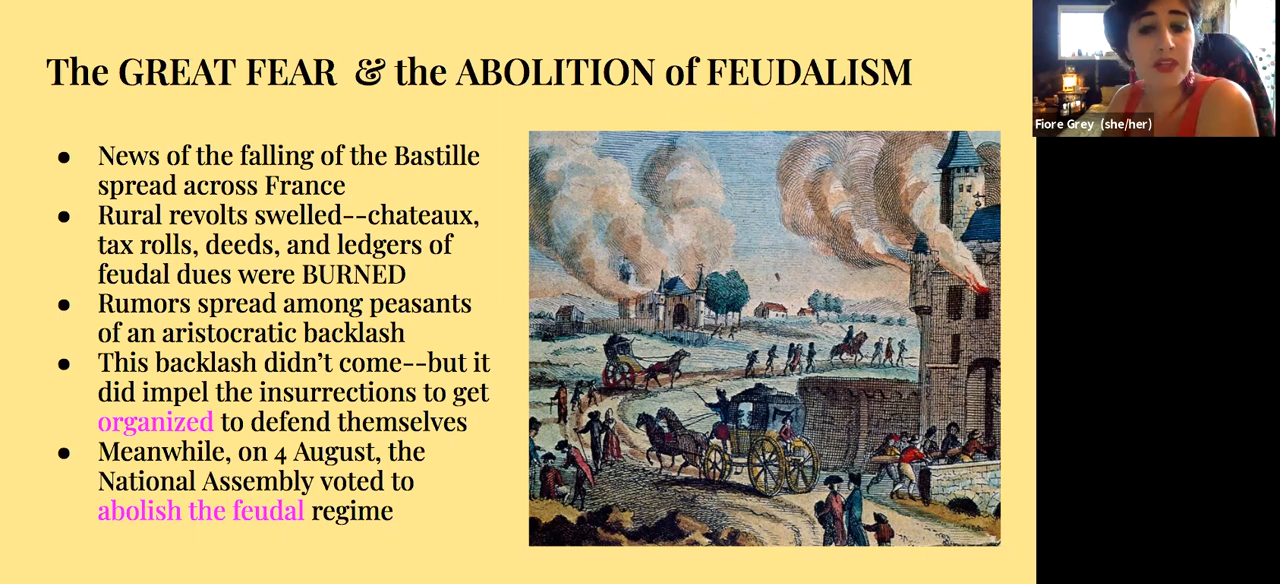 The GREAT FEAR & the ABOLITION of FEUDALISM
● News of the falling of the Bastille
spread across France
● Rural revolts swelled--chateaux,
tax rolls, deeds, and ledgers of
feudal dues were BURNED
● Rumors spread among peasants
of an aristocratic backlash
● This backlash didn’t come--but it
did impel the insurrections to get
organized to defend themselves
● Meanwhile, on 4 August, the
National Assembly voted to
abolish the feudal regime
Fiore Grey (she/her)